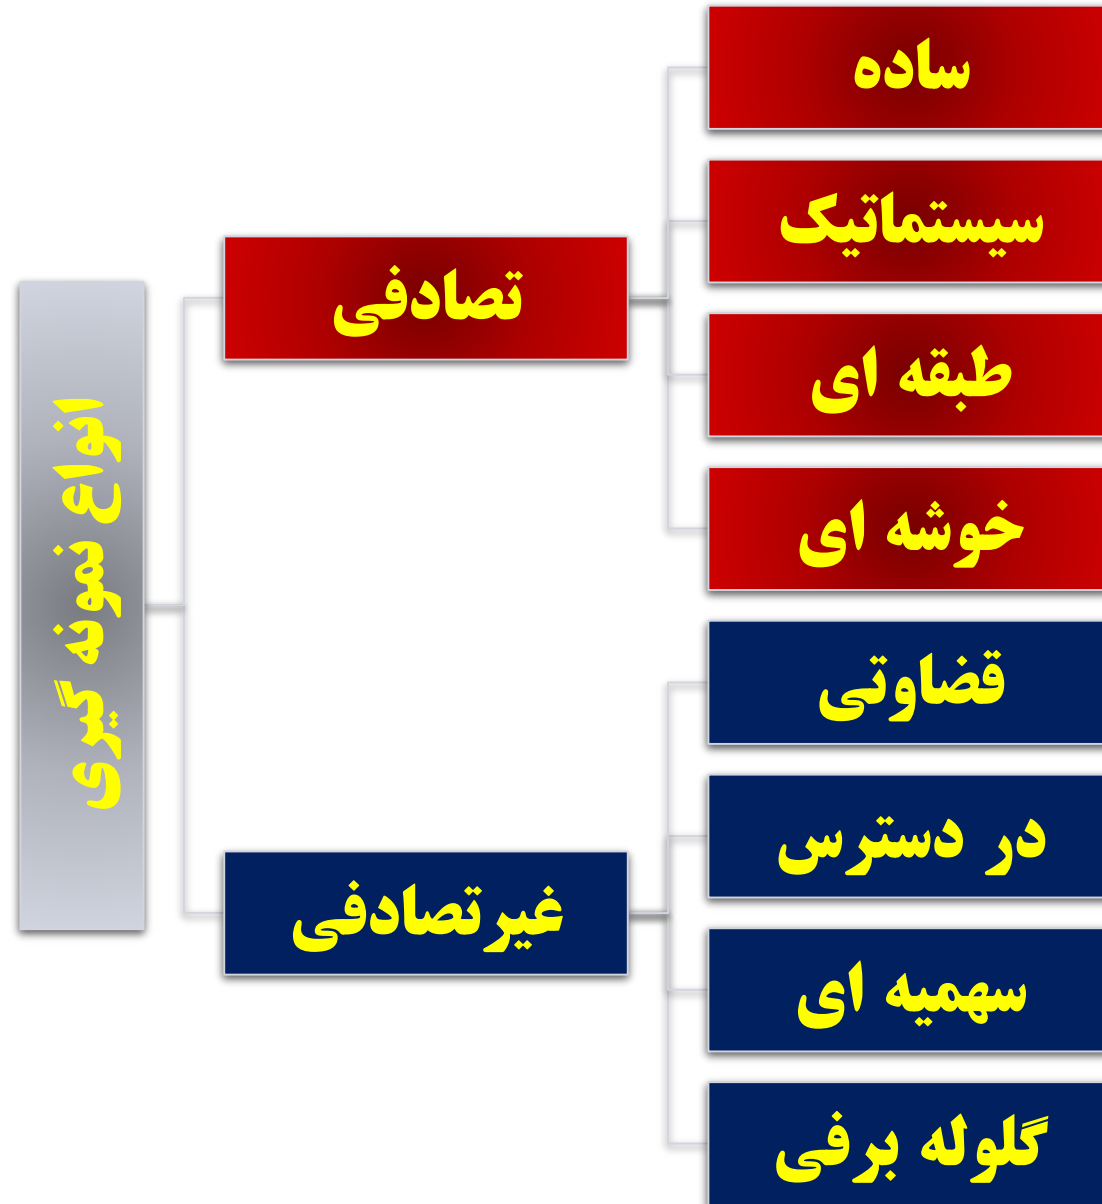 انواع نمونه گیری
تصادفی
ساده
سیستماتیک
طبقه ای
خوشه ای
غیرتصادفی
قضاوتی
در دسترس
سهمیه ای
گلوله برفی